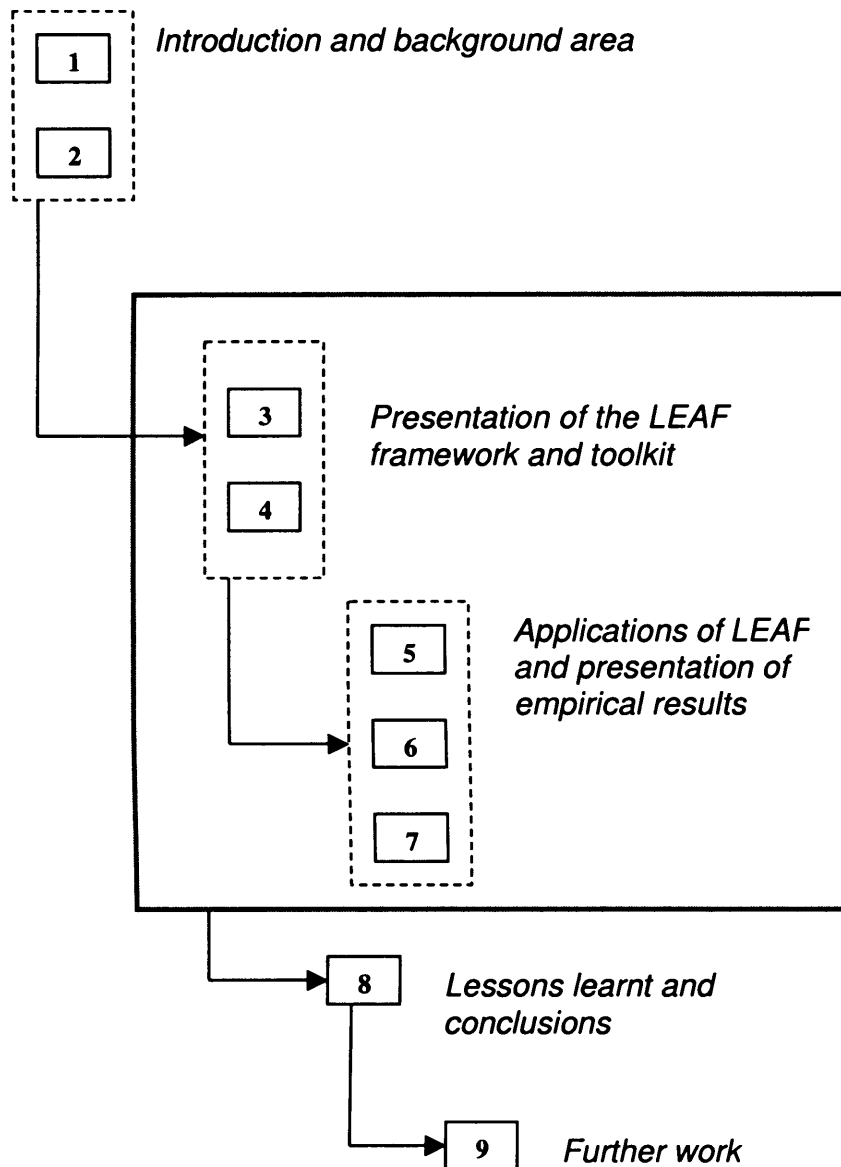 1
Introduction and background area
2
3
Presentation of the LEAF
framework and toolkit
4
5
Applications of LEAF
and presentation of
empirical results
6
7
8
Lessons learnt and
conclusions
9
Further work